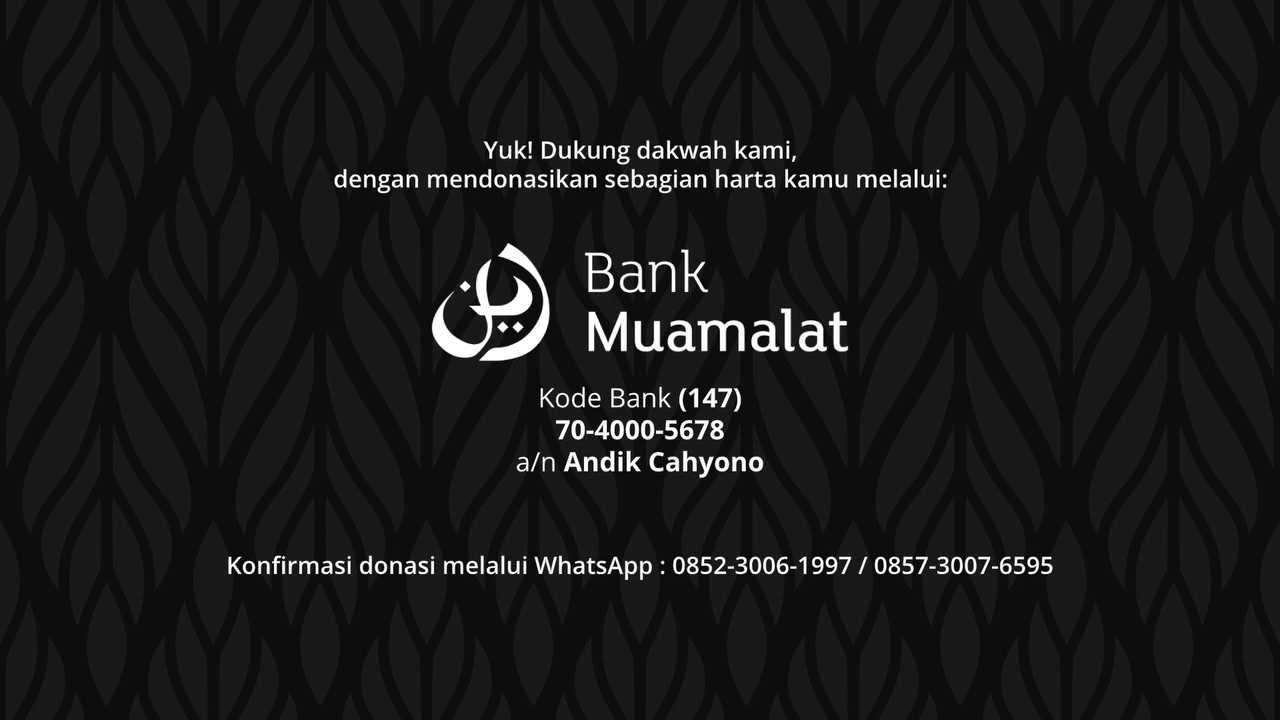 Yuk! Dukung dakwah kami,
dengan mendonasikan sebagian harta kamu melalui:
Bank
Muamalat
Kode Bank (147)
70-4000-5678
a/n Andik Cahyono
Konfirmasi donasi melalui WhatsApp : 0852-3006-1997 / 0857-3007-6595